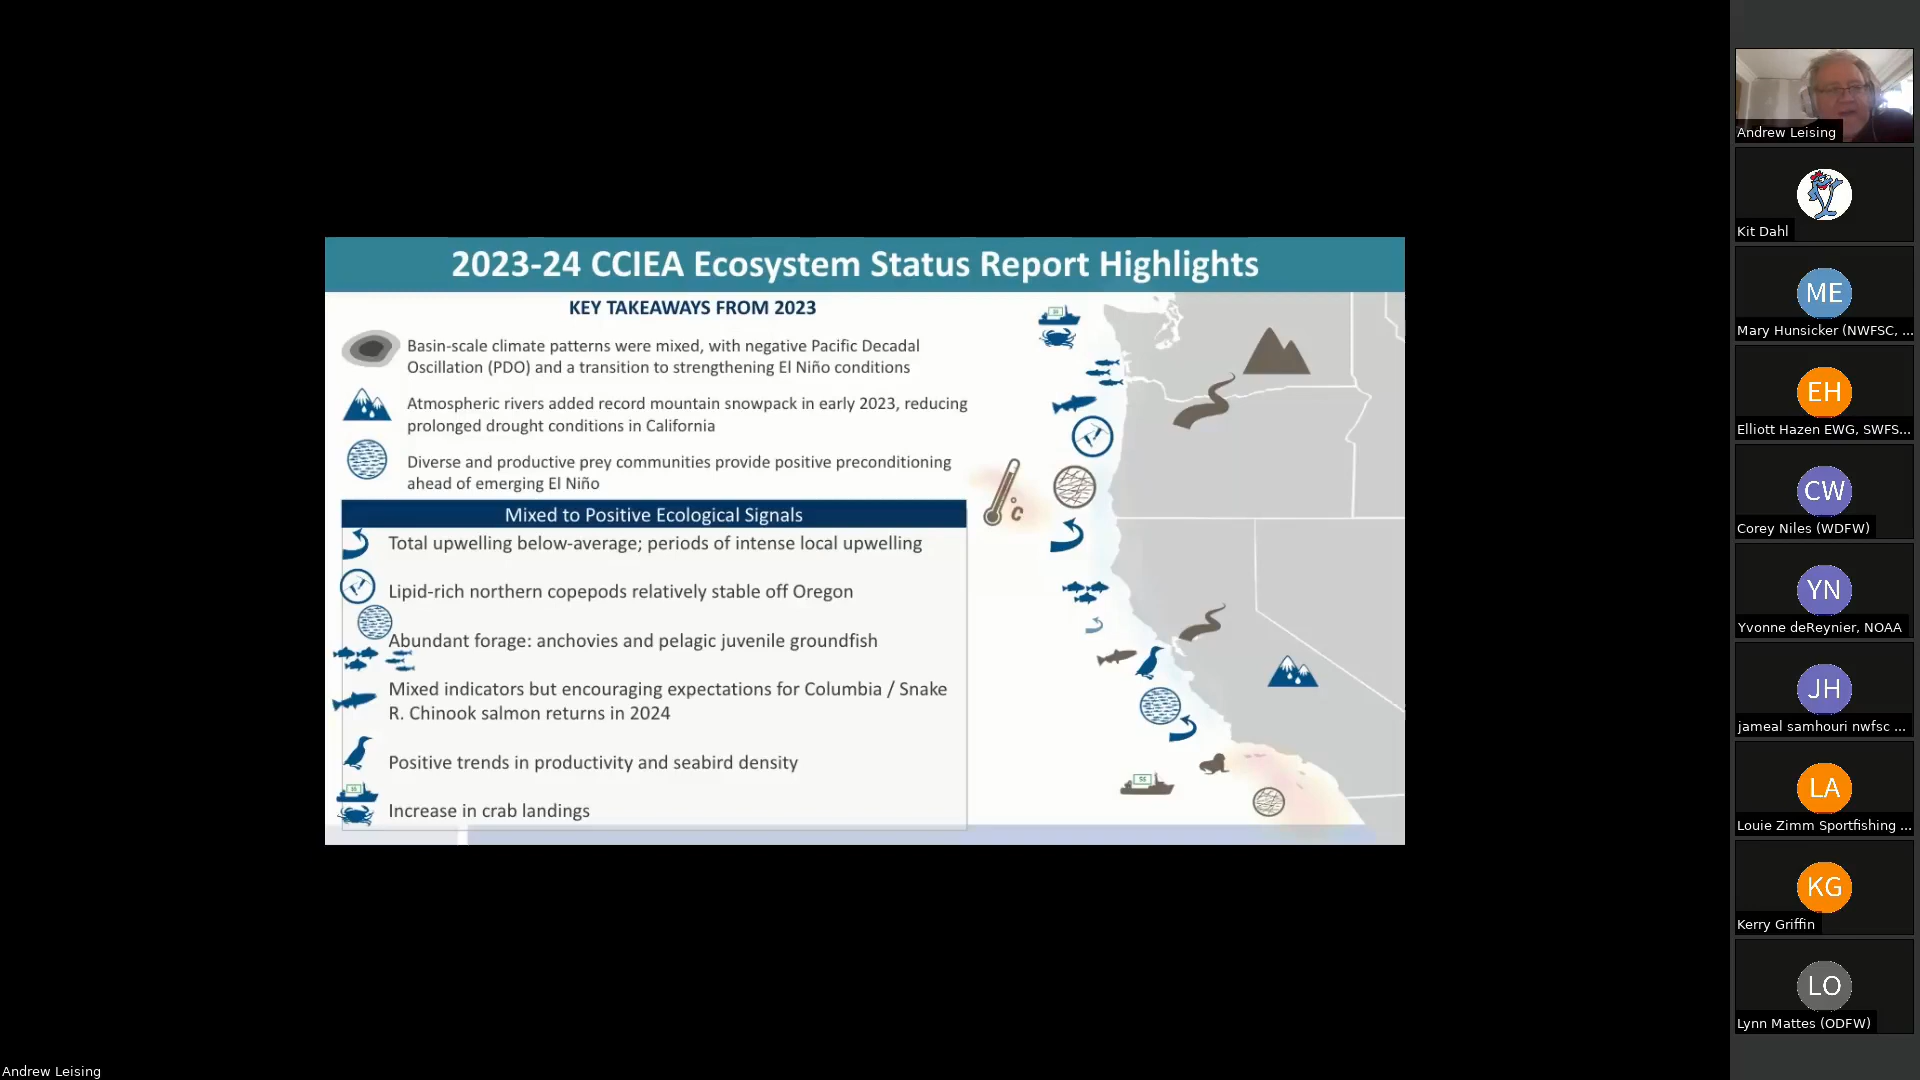 2023-24 CCIEA Ecosystem Status Report Highlights
KEY TAKEAWAYS FROM 2023
Basin-scale climate patterns were mixed, with negative Pacific Decadal
Oscillation (PDO) and a transition to strengthening El Niño conditions
Atmospheric rivers added record mountain snowpack in early 2023, reducing
prolonged drought conditions in California
Diverse and productive prey communities provide positive preconditioning
ahead of emerging El Niño
Mixed to Positive Ecological Signals
Total upwelling below-average; periods of intense local upwelling
Lipid-rich northern copepods relatively stable off Oregon
Abundant forage: anchovies and pelagic juvenile groundfish
Mixed indicators but encouraging expectations for Columbia / Snake
R. Chinook salmon returns in 2024
Positive trends in productivity and seabird density
Increase in crab landings
°C
Andrew Leising
Kit Dahl
ME
Mary Hunsicker (NWFSC, ...
EH
Elliott Hazen EWG, SWFS...
CW
Corey Niles (WDFW)
YN
Yvonne deReynier, NOAA
JH
jameal samhouri nwfsc ...
LA
Louie Zimm Sportfishing ...
KG
Kerry Griffin
LO
Lynn Mattes (ODFW)
Andrew Leising